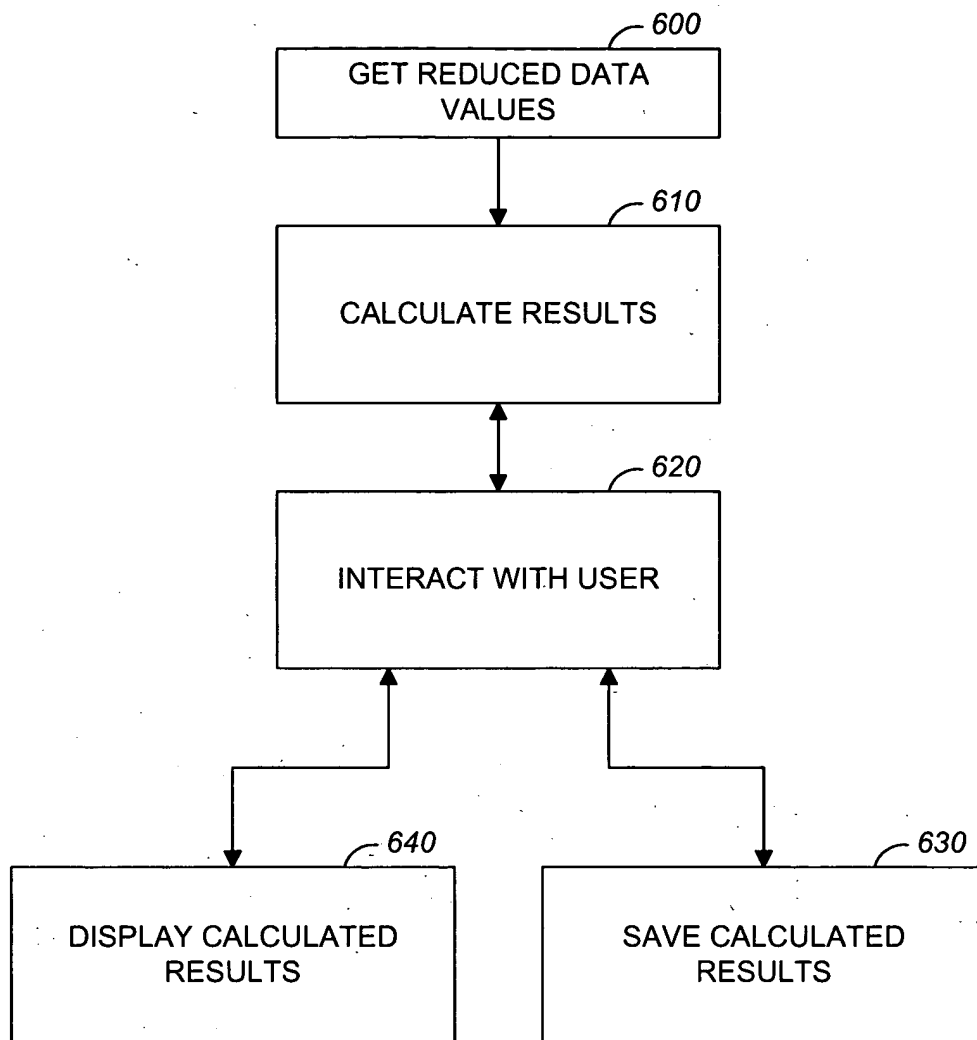 600
GET REDUCED DATA
VALUES
610
CALCULATE RESULTS
620
INTERACT WITH USER
640
DISPLAY CALCULATED
RESULTS
630
SAVE CALCULATED
RESULTS